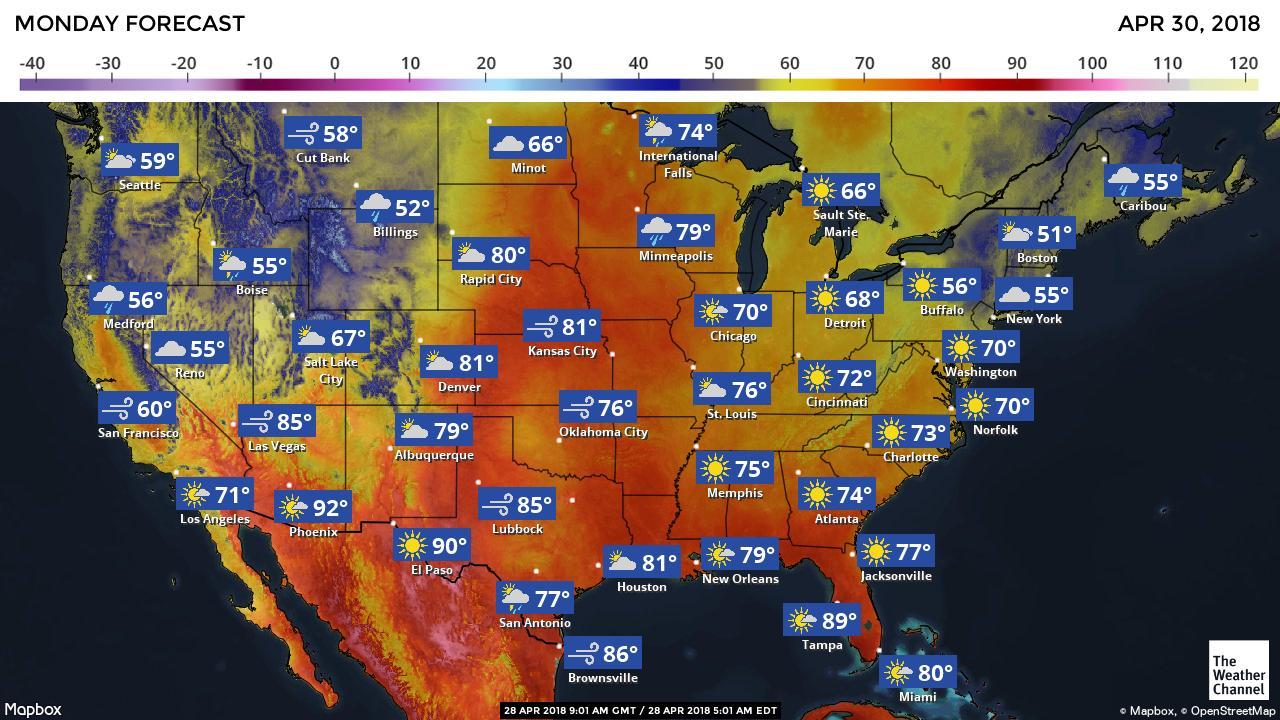 MONDAY FORECAST
APR 30, 2018
-40 -30 -20 -10 0 10 20 30 40 50 60 70 80 90 100 110 120
59°
Seattle
58°
Cut Bank
66°
Minot
74°
International
Falls
66°
Sault Ste.
Marie
55°
Caribou
52°
Billings
79°
Minneapolis
51°
Boston
55°
Boise
80°
Rapid City
56°
Medford
70°
Chicago
68°
Detroit
56°
Buffalo
55°
New York
55°
Reno
67°
Salt Lake
City
81°
Denver
81°
Kansas City
70°
Washington
76°
St. Louis
72°
Cincinnati
70°
Norfolk
60°
San Francisco
85°
Las Vegas
79°
Albuquerque
76°
Oklahoma City
73°
Charlotte
75°
Memphis
74°
Atlanta
71°
Los Angeles
92°
Phoenix
85°
Lubbock
90°
El Paso
81°
Houston
79°
New Orleans
77°
Jacksonville
77°
San Antonio
89°
Tampa
86°
Brownsville
80°
Miami
The
Weather
Channel
Mapbox
28 APR 2018 9:01 AM GMT / 28 APR 2018 5:01 AM EDT
© Mapbox, © OpenStreetMap